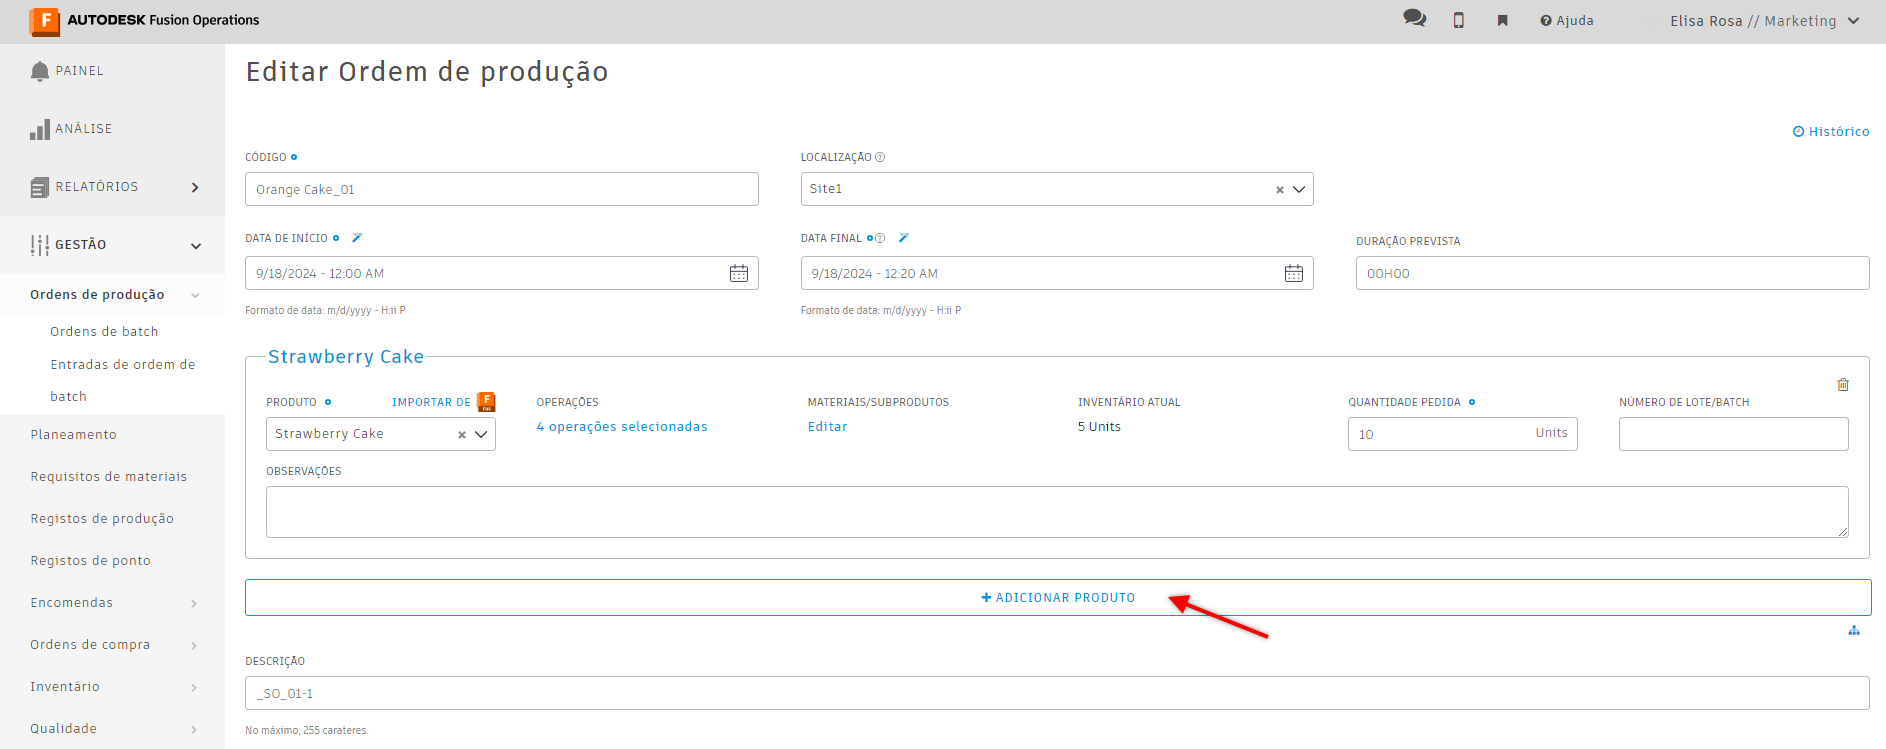 AUTODESK Fusion Operations
Ajuda
Elisa Rosa // Marketing
PAINEL
ANÁLISE
RELATÓRIOS
GESTÃO
Ordens de produção
Ordens de batch
Entradas de ordem de
batch
Planeamento
Requisitos de materiais
Registos de produção
Registos de ponto
Encomendas
Ordens de compra
Inventário
Qualidade
Editar Ordem de produção
Histórico
CÓDIGO
Orange Cake_01
LOCALIZAÇÃO
Site1
DATA DE INÍCIO
9/18/2024 - 12:00 AM
Formato de data: m/d/yyyy - H:ii P
DATA FINAL
9/18/2024 - 12:20 AM
Formato de data: m/d/yyyy - H:ii P
DURAÇÃO PREVISTA
00H00
Strawberry Cake
PRODUTO
IMPORTAR DE
Strawberry Cake
OPERAÇÕES
4 operações selecionadas
MATERIAIS/SUBPRODUTOS
Editar
INVENTÁRIO ATUAL
5 Units
QUANTIDADE PEDIDA
10 Units
NÚMERO DE LOTE/BATCH
OBSERVAÇÕES
+ ADICIONAR PRODUTO
DESCRIÇÃO
_SO_01-1
No máximo, 255 carateres.